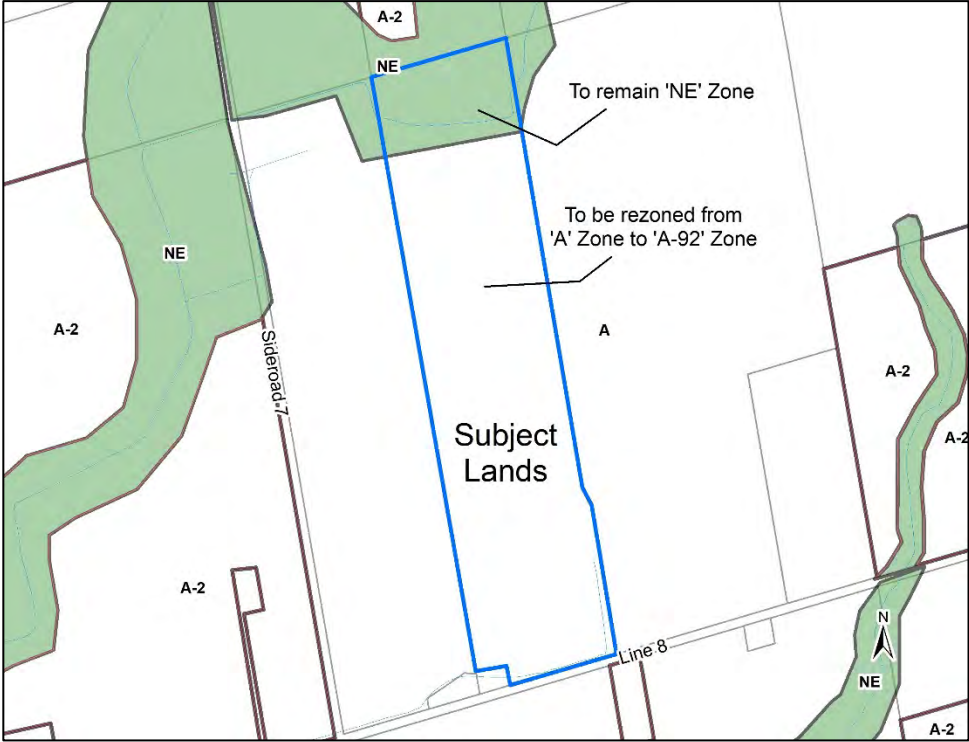 A-2
NE
To remain 'NE' Zone
To be rezoned from
'A' Zone to 'A-92' Zone
NE
A-2
Sideroad 7
A
A-2
Subject
Lands
A-2
A-2
N
Line 8
NE
A-2